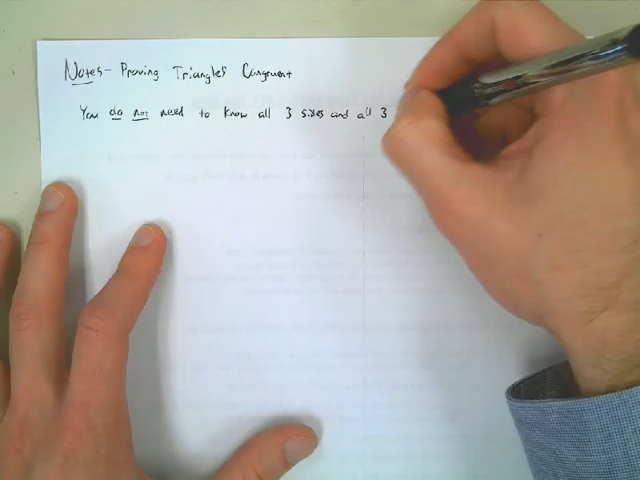 Notes- Proving Triangles Congruent
You do not need to know all 3 sides and all 3